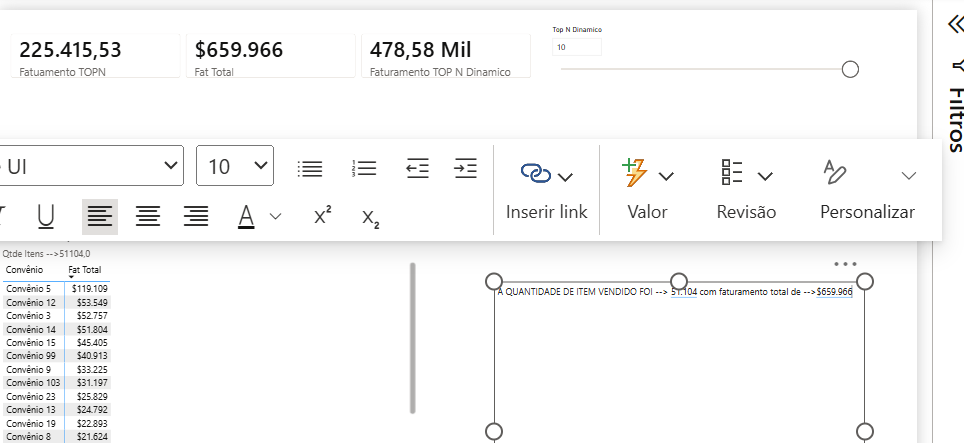 Top N Dinamico
225.415,53 $659.966 478,58 Mil 10
Fatuamento TOPN Fat Total Faturamento TOP N Dinamico
Filtros
UI 10
Inserir link Valor Revisão Personalizar
Qtde Itens -->51104,0
Convênio Fat Total
Convênio 5 $119.109
Convênio 12 $53.549
Convênio 3 $52.757
Convênio 14 $51.804
Convênio 15 $45.405
Convênio 99 $40.913
Convênio 9 $33.225
Convênio 103 $31.197
Convênio 23 $25.829
Convênio 13 $24.792
Convênio 19 $22.893
Convênio 8 $21.624
A QUANTIDADE DE ITEM VENDIDO FOI --> 51.104 com faturamento total de -->$659.966